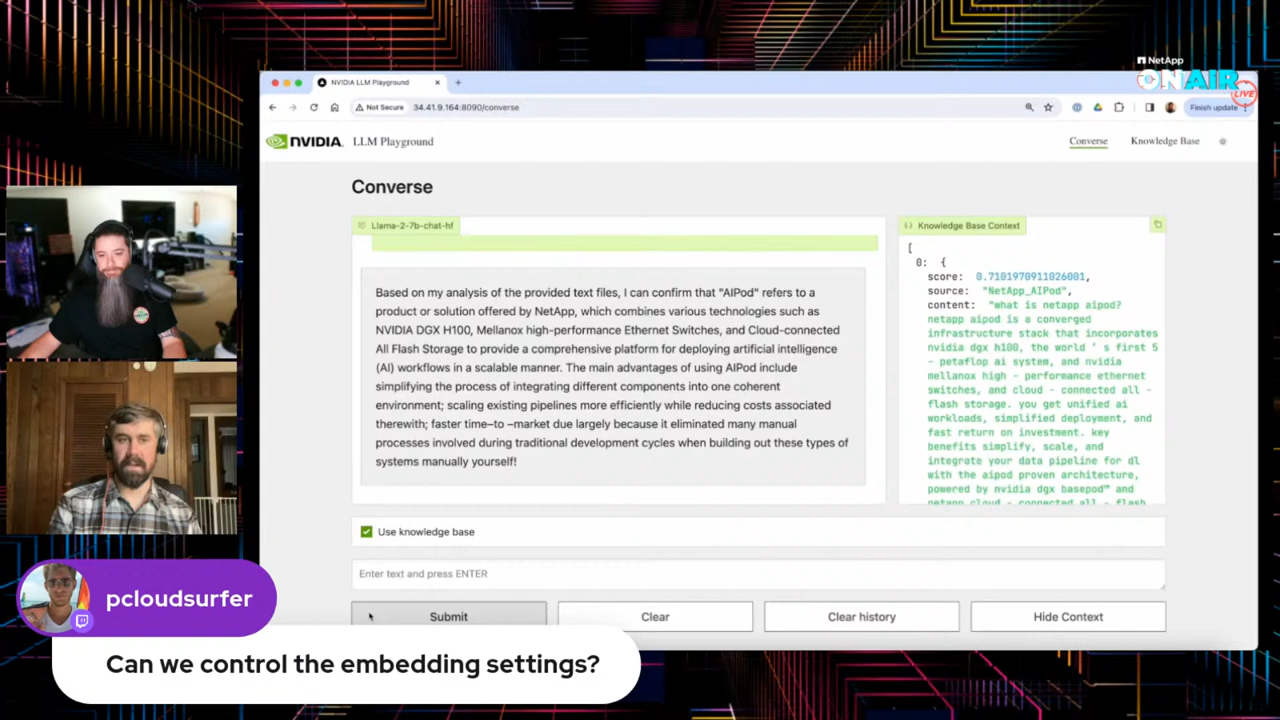 NetApp
ON AIR
LIVE
NVIDIA LLM Playground
Not Secure
34.41.9.164:8090/converse
Finish update
NVIDIA. LLM Playground
Converse
Knowledge Base
Converse
Llama-2-7b-chat-hf
Based on my analysis of the provided text files, I can confirm that "AIPod" refers to a
product or solution offered by NetApp, which combines various technologies such as
NVIDIA DGX H100, Mellanox high-performance Ethernet Switches, and Cloud-connected
All Flash Storage to provide a comprehensive platform for deploying artificial intelligence
(AI) workflows in a scalable manner. The main advantages of using AIPod include
simplifying the process of integrating different components into one coherent
environment; scaling existing pipelines more efficiently while reducing costs associated
therewith; faster time–to –market due largely because it eliminated many manual
processes involved during traditional development cycles when building out these types of
systems manually yourself!
Knowledge Base Context
[
0: {
score: 0.7101970911026001,
source: "NetApp_AIPod",
content: "what is netapp aipod?
netapp aipod is a converged
infrastructure stack that incorporates
nvidia dgx h100, the world ' s first 5
- petaflop ai system, and nvidia
mellanox high - performance ethernet
switches, and cloud - connected all -
flash storage. you get unified ai
workloads, simplified deployment, and
fast return on investment. key
benefits simplify, scale, and
integrate your data pipeline for dl
with the aipod proven architecture,
powered by nvidia dgx basepod™ and
netapp cloud - connected all - flash
Use knowledge base
Enter text and press ENTER
Submit
Clear
Clear history
Hide Context
pcloudsurfer
Can we control the embedding settings?